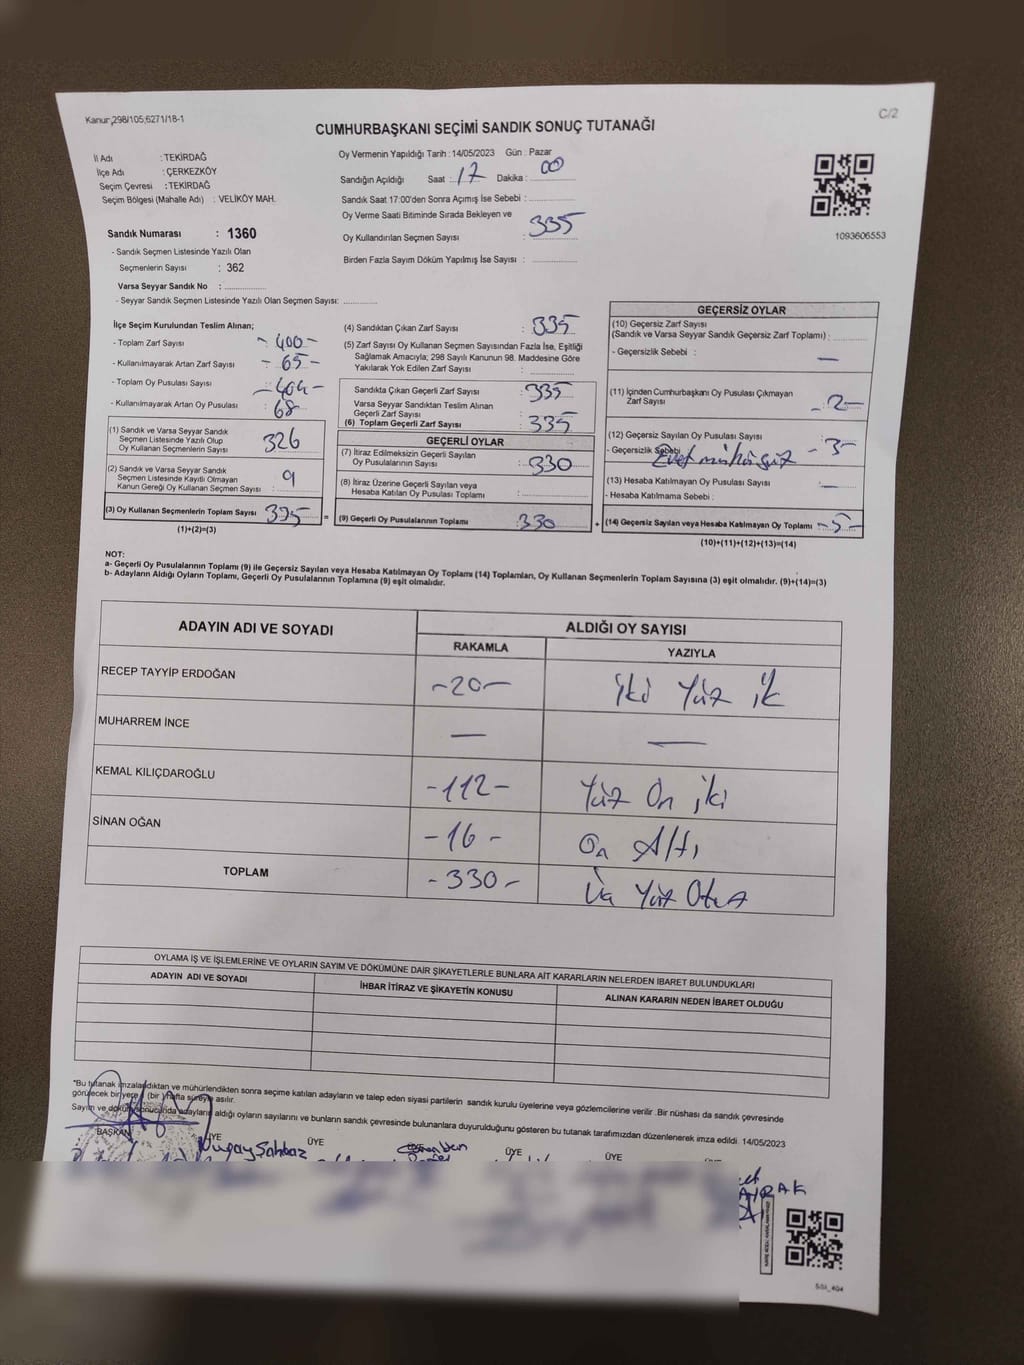 Kanun:298/105;6271/18-1
C/2
CUMHURBAŞKANI SEÇİMİ SANDIK SONUÇ TUTANAĞI
İl Adı : TEKİRDAĞ
İlçe Adı : ÇERKEZKÖY
Seçim Çevresi : TEKİRDAĞ
Seçim Bölgesi (Mahalle Adı) : VELİKÖY MAH.
Sandık Numarası : 1360
- Sandık Seçmen Listesinde Yazılı Olan
Seçmenlerin Sayısı : 362
Varsa Seyyar Sandık No :
- Seyyar Sandık Seçmen Listesinde Yazılı Olan Seçmen Sayısı:
Oy Vermenin Yapıldığı Tarih : 14/05/2023 Gün : Pazar
Sandığın Açıldığı Saat : 17 Dakika : 00
Sandık Saat 17:00'den Sonra Açımış İse Sebebi :
Oy Verme Saati Bitiminde Sırada Bekleyen ve
Oy Kullandırılan Seçmen Sayısı : 335
Birden Fazla Sayım Döküm Yapılmış İse Sayısı :
1093606553
İlçe Seçim Kurulundan Teslim Alınan;
- Toplam Zarf Sayısı : - 400 -
- Kullanılmayarak Artan Zarf Sayısı : - 65 -
- Toplam Oy Pusulası Sayısı : - 404 -
- Kullanılmayarak Artan Oy Pusulası : 68
(1) Sandık ve Varsa Seyyar Sandık
Seçmen Listesinde Yazılı Olup
Oy Kullanan Seçmenlerin Sayısı : 326
(2) Sandık ve Varsa Seyyar Sandık
Seçmen Listesinde Kayıtlı Olmayan
Kanun Gereği Oy Kullanan Seçmen Sayısı : 9
(3) Oy Kullanan Seçmenlerin Toplam Sayısı : 335 =
(1)+(2)=(3)
(4) Sandıktan Çıkan Zarf Sayısı : 335
(5) Zarf Sayısı Oy Kullanan Seçmen Sayısından Fazla İse, Eşitliği
Sağlamak Amacıyla; 298 Sayılı Kanunun 98. Maddesine Göre
Yakılarak Yok Edilen Zarf Sayısı :
Sandıkta Çıkan Geçerli Zarf Sayısı : 335
Varsa Seyyar Sandıktan Teslim Alınan
Geçerli Zarf Sayısı :
(6) Toplam Geçerli Zarf Sayısı : 335
GEÇERLİ OYLAR
(7) İtiraz Edilmeksizin Geçerli Sayılan
Oy Pusulalarının Sayısı : 330
(8) İtiraz Üzerine Geçerli Sayılan veya
Hesaba Katılan Oy Pusulası Toplamı :
(9) Geçerli Oy Pusulalarının Toplamı : 330 +
GEÇERSİZ OYLAR
(10) Geçersiz Zarf Sayısı
(Sandık ve Varsa Seyyar Sandık Geçersiz Zarf Toplamı) :
- Geçersizlik Sebebi : —
(11) İçinden Cumhurbaşkanı Oy Pusulası Çıkmayan
Zarf Sayısı : - 2 -
(12) Geçersiz Sayılan Oy Pusulası Sayısı : - 3 -
- Geçersizlik Sebebi : Evet mühürsüz
(13) Hesaba Katılmayan Oy Pusulası Sayısı : —
- Hesaba Katılmama Sebebi :
(14) Geçersiz Sayılan veya Hesaba Katılmayan Oy Toplamı : - 5 -
(10)+(11)+(12)+(13)=(14)
NOT:
a- Geçerli Oy Pusulalarının Toplamı (9) ile Geçersiz Sayılan veya Hesaba Katılmayan Oy Toplamı (14) Toplamları, Oy Kullanan Seçmenlerin Toplam Sayısına (3) eşit olmalıdır. (9)+(14)=(3)
b- Adayların Aldığı Oyların Toplamı, Geçerli Oy Pusulalarının Toplamına (9) eşit olmalıdır.
ADAYIN ADI VE SOYADI
ALDIĞI OY SAYISI
RAKAMLA
YAZIYLA
RECEP TAYYİP ERDOĞAN - 20 - İki Yüz ik
MUHARREM İNCE — —
KEMAL KILIÇDAROĞLU - 112 - Yüz On iki
SİNAN OĞAN - 16 - On Altı
TOPLAM - 330 - Üç Yüz Otuz
OYLAMA İŞ VE İŞLEMLERİNE VE OYLARIN SAYIM VE DÖKÜMÜNE DAİR ŞİKAYETLERLE BUNLARA AİT KARARLARIN NELERDEN İBARET BULUNDUKLARI
ADAYIN ADI VE SOYADI
İHBAR İTİRAZ VE ŞİKAYETİN KONUSU
ALINAN KARARIN NEDEN İBARET OLDUĞU
*Bu tutanak imzalandıktan ve mühürlendikten sonra seçime katılan adayların ve talep eden siyasi partilerin sandık kurulu üyelerine veya gözlemcilerine verilir. Bir nüshası da sandık çevresinde
görülecek bir yere (bir) hafta süreyle asılır.
Sayım ve döküm sonucunda adayların aldığı oyların sayılarını ve bunların sandık çevresinde bulunanlara duyurulduğunu gösteren bu tutanak tarafımızdan düzenlenerek imza edildi. 14/05/2023
BAŞKAN ÜYE ÜYE ÜYE ÜYE
Şahbaz